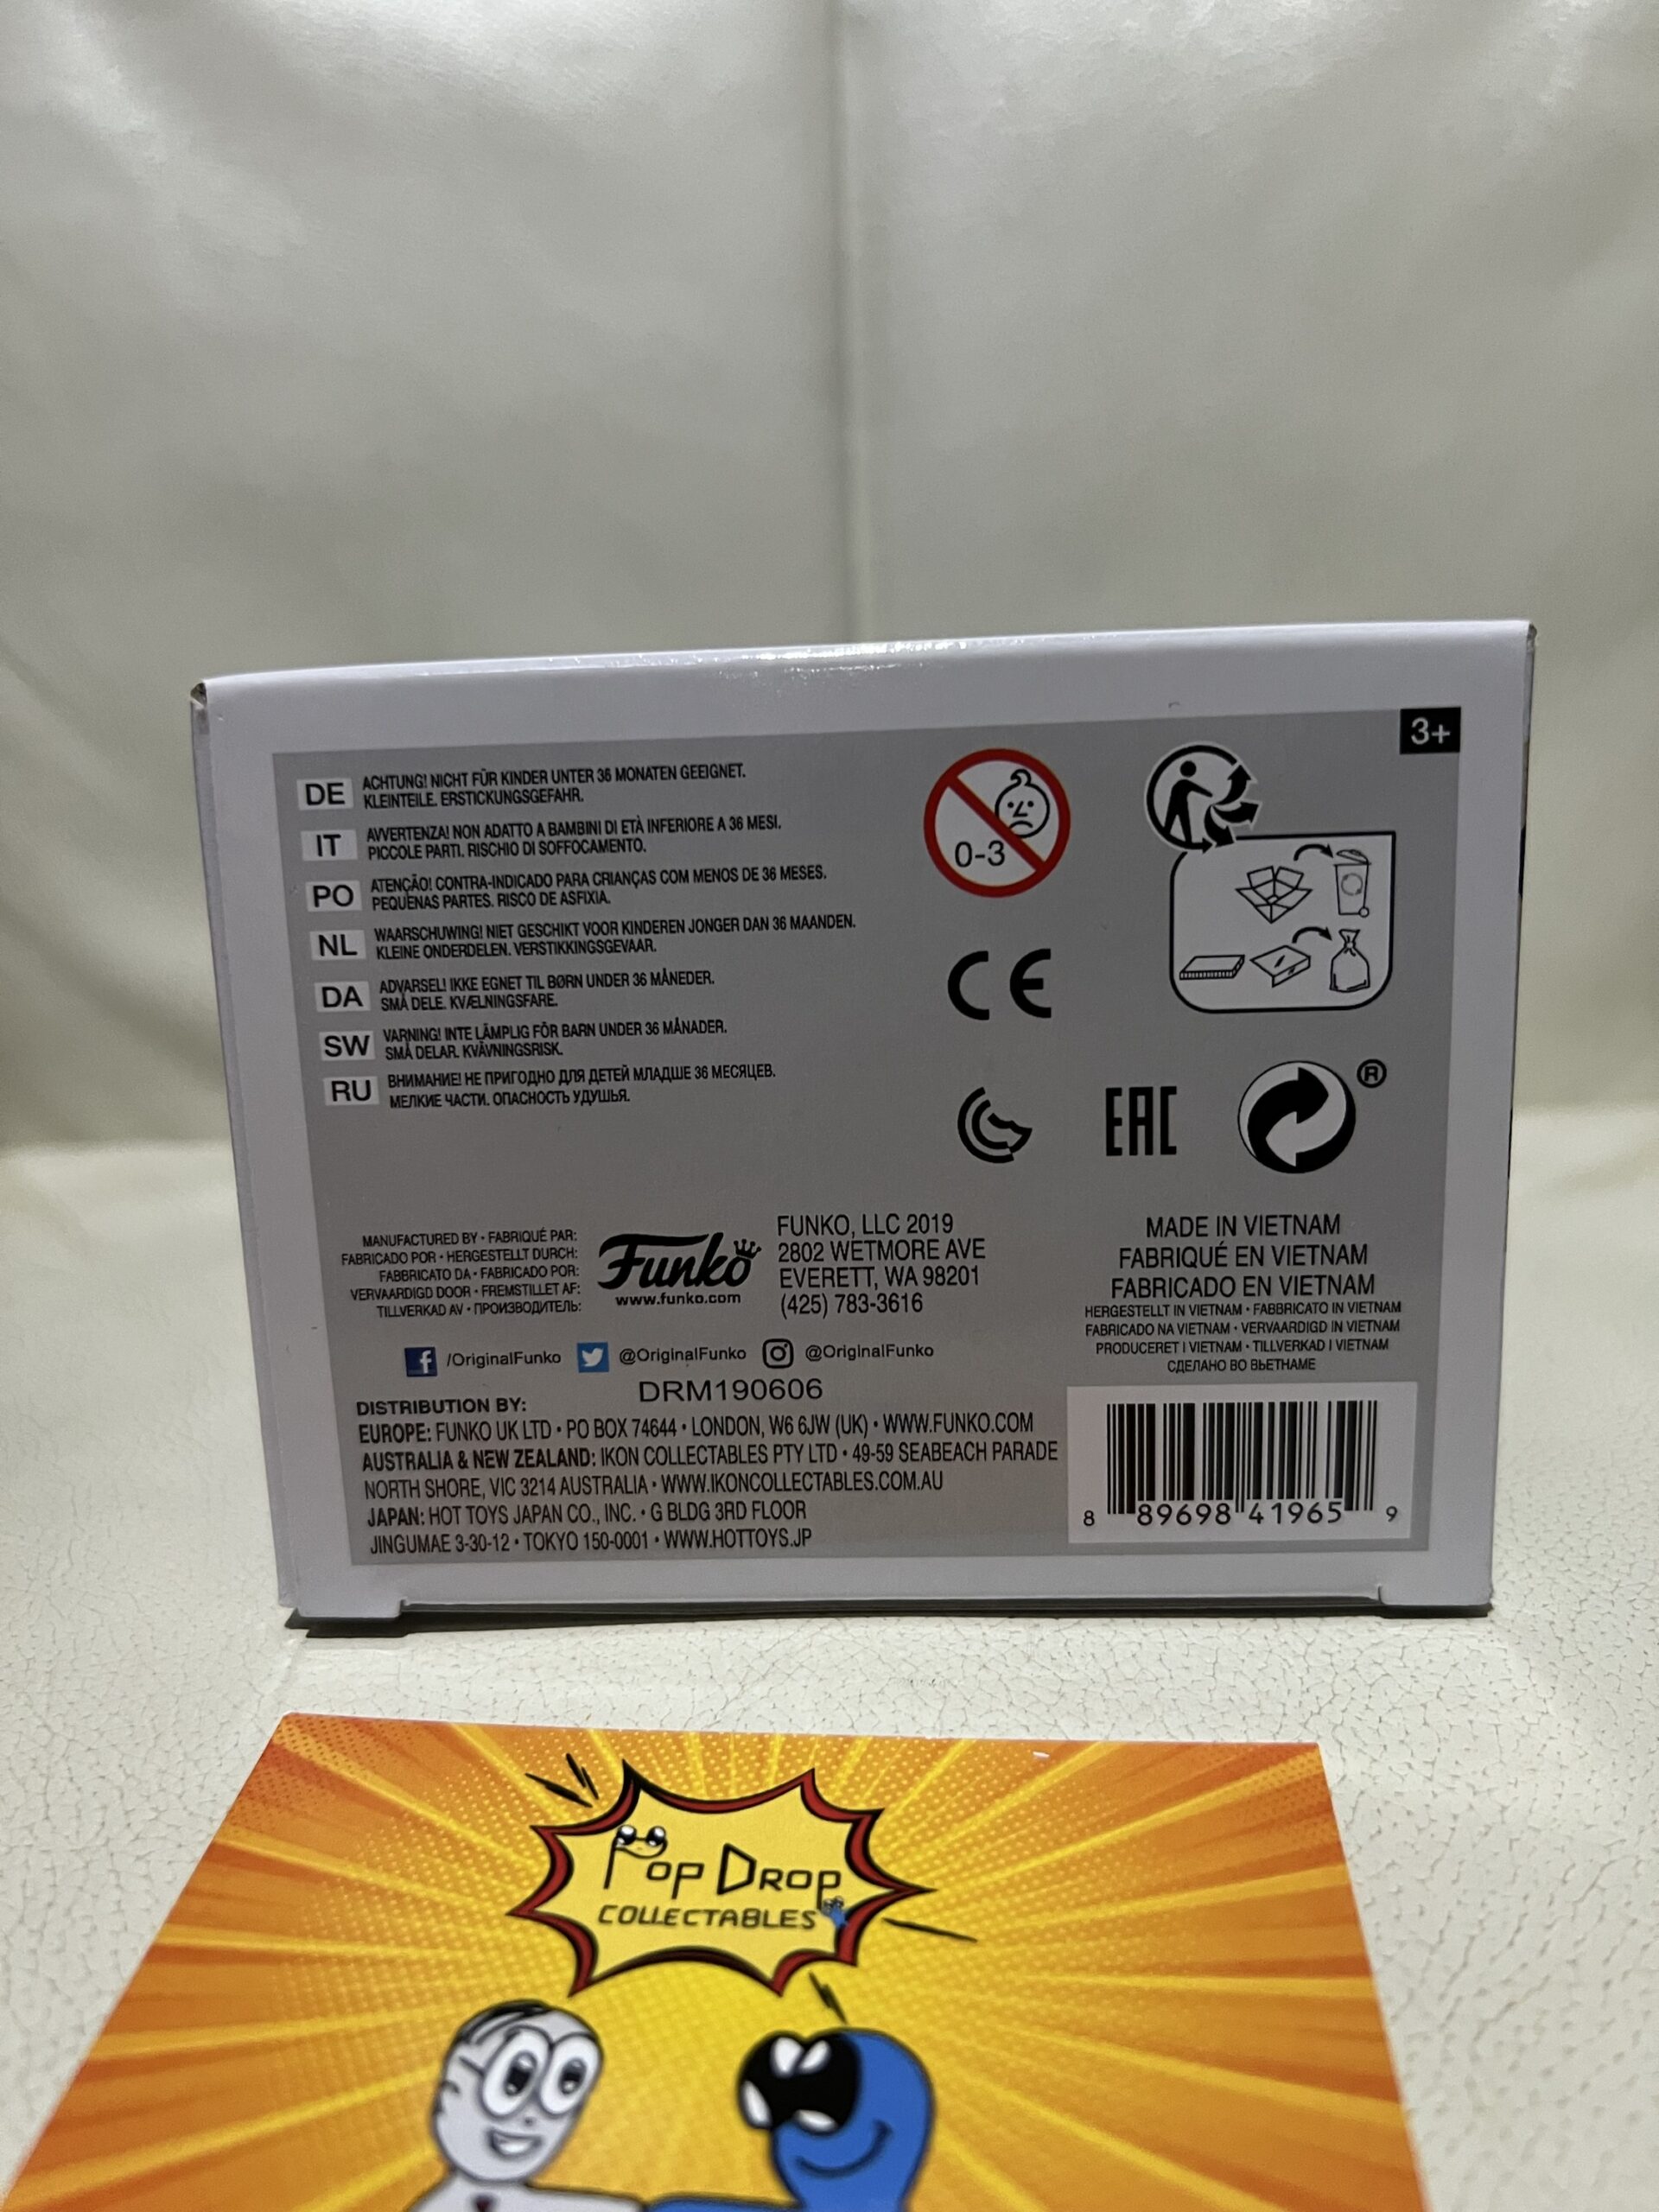 3+
DE
ACHTUNG! NICHT FÜR KINDER UNTER 36 MONATEN GEEIGNET.
KLEINTEILE. ERSTICKUNGSGEFAHR.
IT
AVVERTENZA! NON ADATTO A BAMBINI DI ETÀ INFERIORE A 36 MESI.
PICCOLE PARTI. RISCHIO DI SOFFOCAMENTO.
PO
ATENÇÃO! CONTRA-INDICADO PARA CRIANÇAS COM MENOS DE 36 MESES.
PEQUENAS PARTES. RISCO DE ASFIXIA.
NL
WAARSCHUWING! NIET GESCHIKT VOOR KINDEREN JONGER DAN 36 MAANDEN.
KLEINE ONDERDELEN. VERSTIKKINGSGEVAAR.
DA
ADVARSEL! IKKE EGNET TIL BØRN UNDER 36 MÅNEDER.
SMÅ DELE. KVÆLNINGSFARE.
SW
VARNING! INTE LÄMPLIG FÖR BARN UNDER 36 MÅNADER.
SMÅ DELAR. KVÄVNINGSRISK.
RU
ВНИМАНИЕ! НЕ ПРИГОДНО ДЛЯ ДЕТЕЙ МЛАДШЕ 36 МЕСЯЦЕВ.
МЕЛКИЕ ЧАСТИ. ОПАСНОСТЬ УДУШЬЯ.
0-3
CE
EAC
®
MANUFACTURED BY • FABRIQUÉ PAR:
FABRICADO POR • HERGESTELLT DURCH:
FABBRICATO DA • FABRICADO POR:
VERVAARDIGD DOOR • FREMSTILLET AF:
TILLVERKAD AV • ПРОИЗВОДИТЕЛЬ:
Funko
www.funko.com
FUNKO, LLC 2019
2802 WETMORE AVE
EVERETT, WA 98201
(425) 783-3616
MADE IN VIETNAM
FABRIQUÉ EN VIETNAM
FABRICADO EN VIETNAM
HERGESTELLT IN VIETNAM • FABBRICATO IN VIETNAM
FABRICADO NA VIETNAM • VERVAARDIGD IN VIETNAM
PRODUCERET I VIETNAM • TILLVERKAD I VIETNAM
СДЕЛАНО ВО ВЬЕТНАМЕ
f /OriginalFunko @OriginalFunko @OriginalFunko
DRM190606
DISTRIBUTION BY:
EUROPE: FUNKO UK LTD • PO BOX 74644 • LONDON, W6 6JW (UK) • WWW.FUNKO.COM
AUSTRALIA & NEW ZEALAND: IKON COLLECTABLES PTY LTD • 49-59 SEABEACH PARADE
NORTH SHORE, VIC 3214 AUSTRALIA • WWW.IKONCOLLECTABLES.COM.AU
JAPAN: HOT TOYS JAPAN CO., INC. • G BLDG 3RD FLOOR
JINGUMAE 3-30-12 • TOKYO 150-0001 • WWW.HOTTOYS.JP
8 89698 41965 9
POP DROP
COLLECTABLES